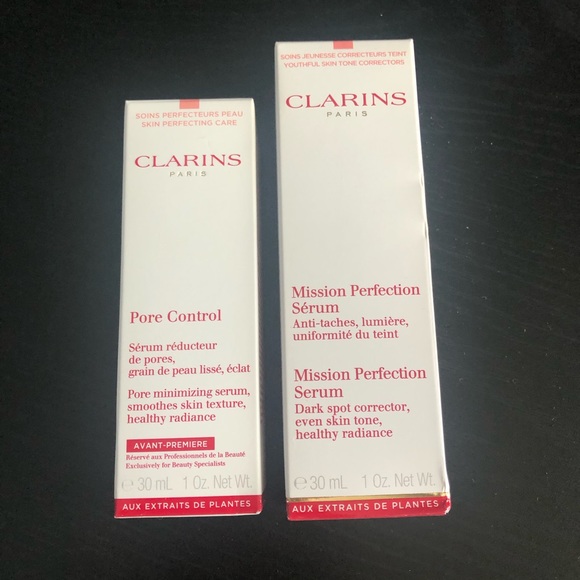 SOINS PERFECTEURS PEAU
SKIN PERFECTING CARE
CLARINS
PARIS
Pore Control
Sérum réducteur
de pores,
grain de peau lissé, éclat
Pore minimizing serum,
smoothes skin texture,
healthy radiance
AVANT-PREMIERE
Réservé aux Professionnels de la Beauté
Exclusively for Beauty Specialists
℮ 30 mL 1 Oz. Net Wt.
AUX EXTRAITS DE PLANTES
SOINS JEUNESSE CORRECTEURS TEINT
YOUTHFUL SKIN TONE CORRECTORS
CLARINS
PARIS
Mission Perfection
Sérum
Anti-taches, lumière,
uniformité du teint
Mission Perfection
Serum
Dark spot corrector,
even skin tone,
healthy radiance
℮ 30 mL 1 Oz. Net Wt.
AUX EXTRAITS DE PLANTES